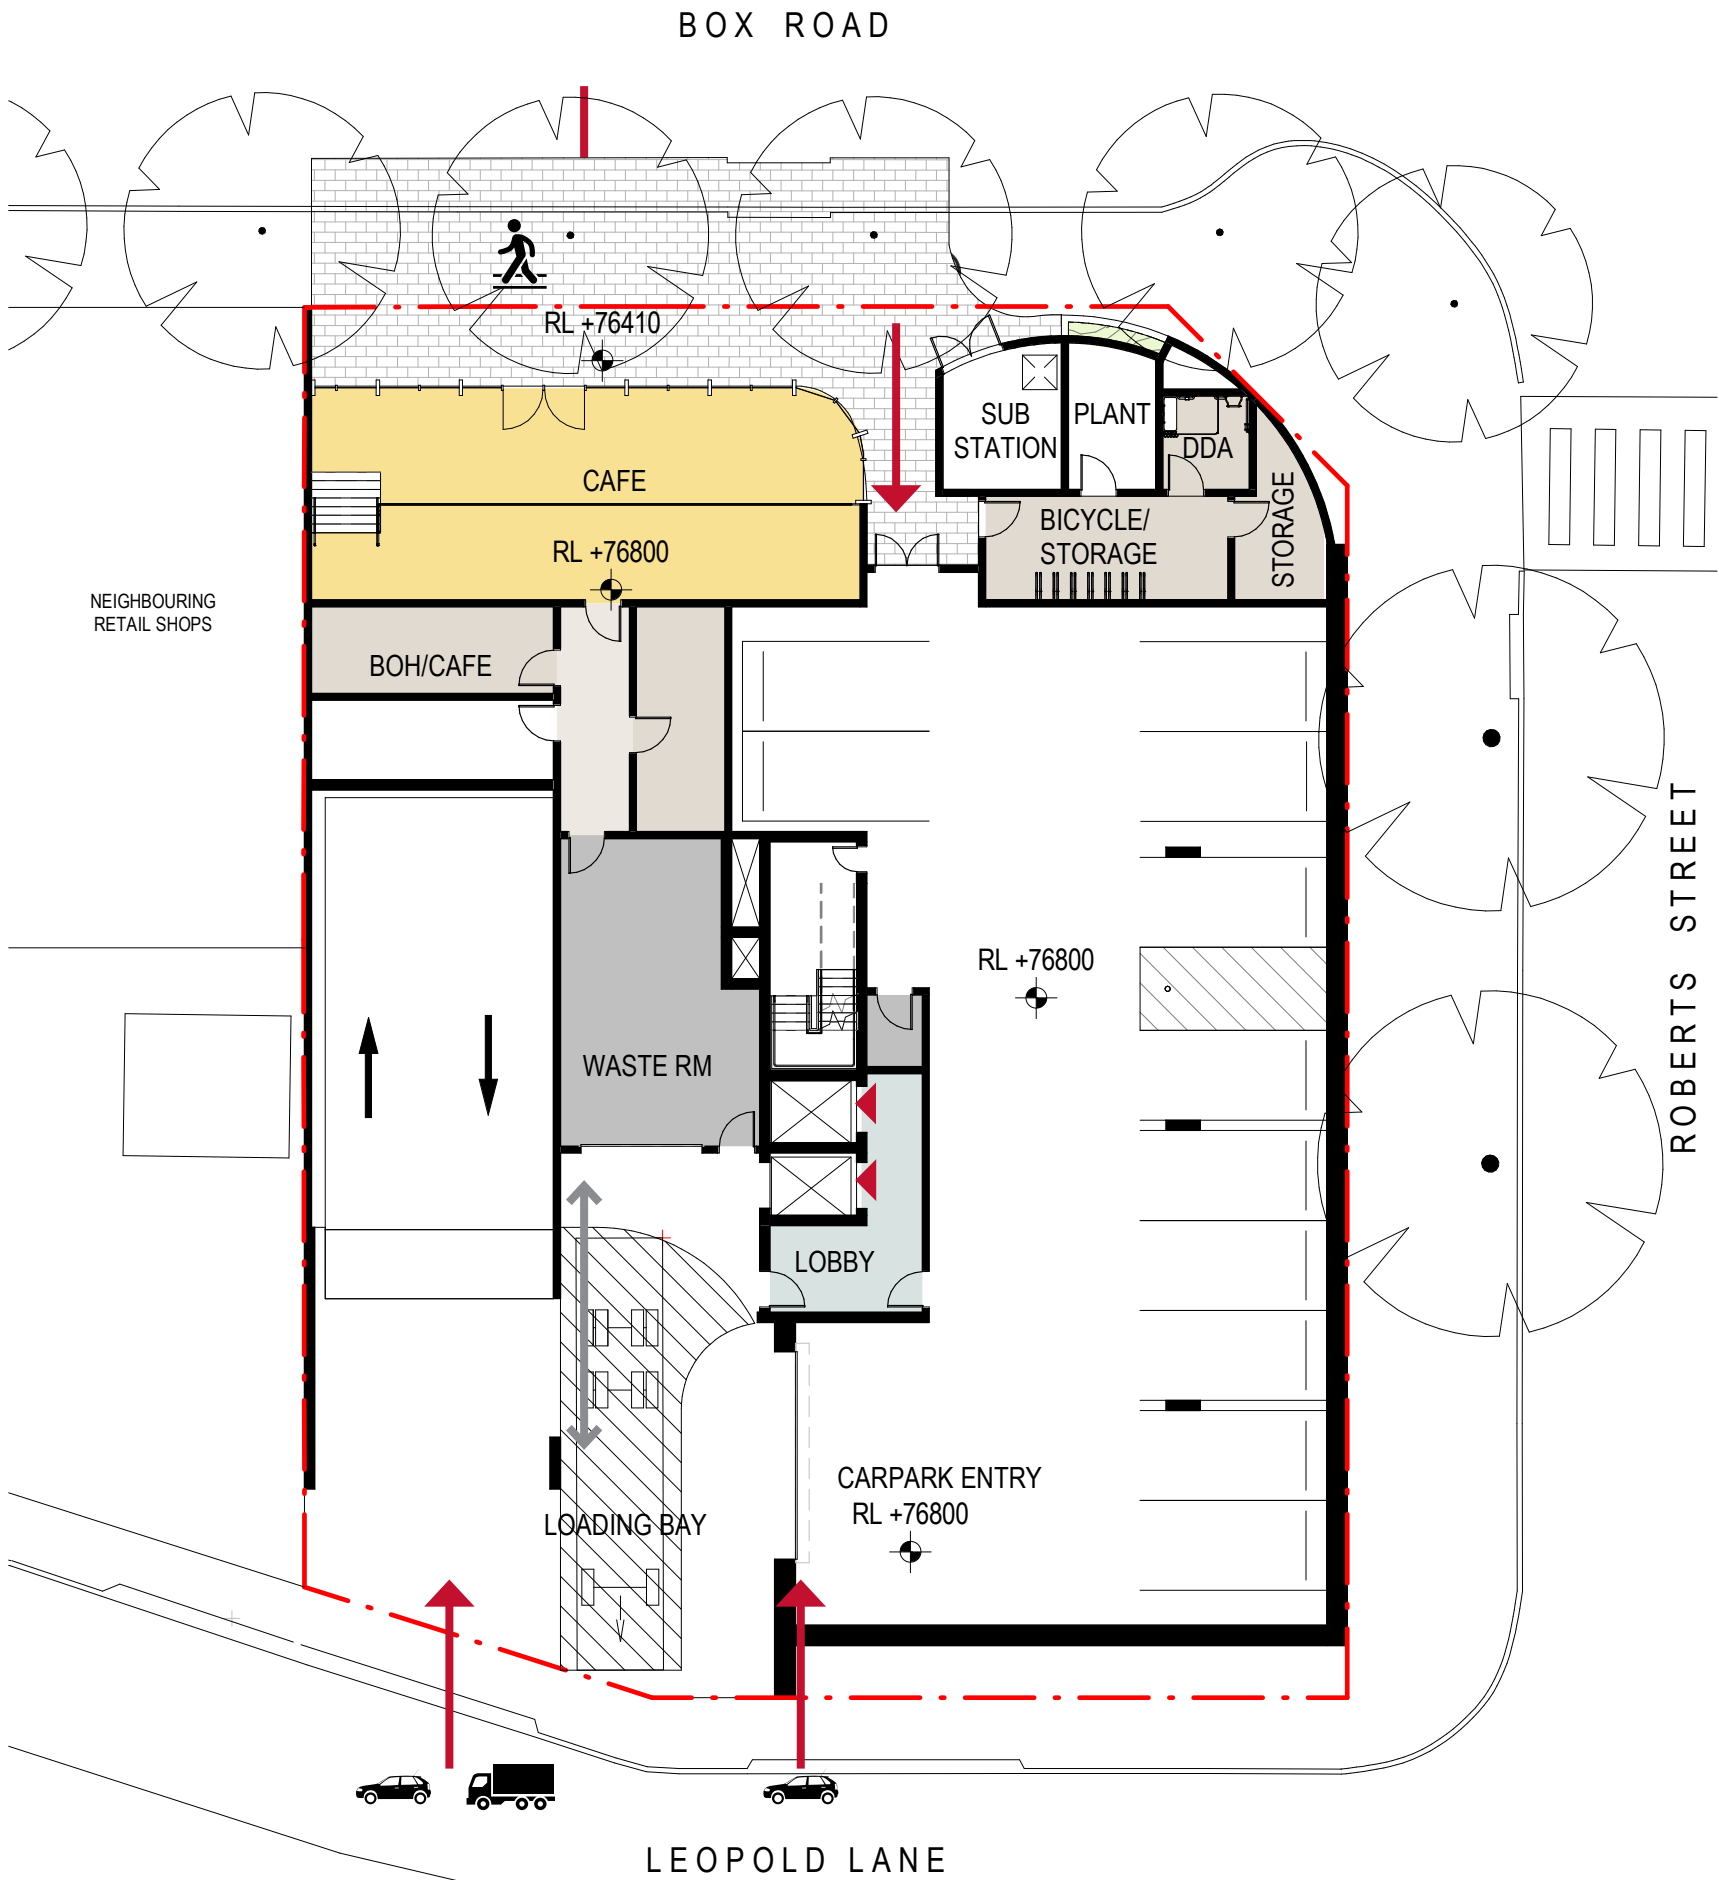 BOX ROAD
RL +76410
SUB
STATION
PLANT
DDA
CAFE
STORAGE
BICYCLE/
STORAGE
RL +76800
NEIGHBOURING
RETAIL SHOPS
BOH/CAFE
ROBERTS STREET
RL +76800
WASTE RM
LOBBY
CARPARK ENTRY
RL +76800
LOADING BAY
LEOPOLD LANE